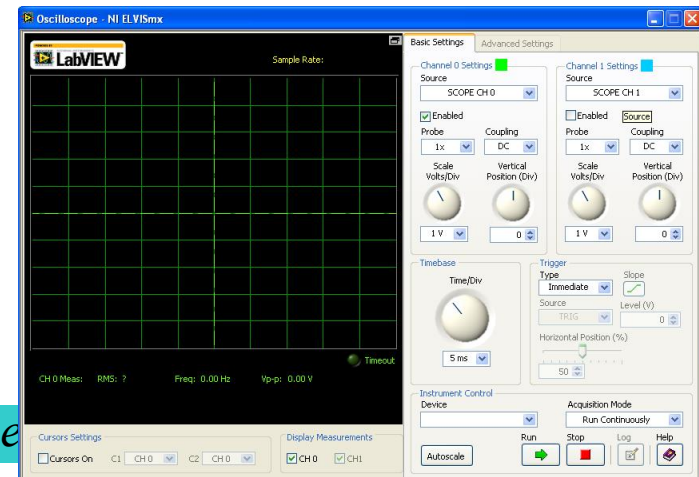 Oscilloscope - NI ELVISmx
POWERED BY
LabVIEW
Sample Rate:
Timeout
CH 0 Meas: RMS: ? Freq: 0.00 Hz Vp-p: 0.00 V
Cursors Settings
Cursors On C1 CH 0 C2 CH 0
Display Measurements
CH 0 CH1
Basic Settings Advanced Settings
Channel 0 Settings
Source
SCOPE CH 0
Enabled
Probe Coupling
1x DC
Scale Volts/Div
Vertical Position (Div)
1 V 0
Channel 1 Settings
Source
SCOPE CH 1
Enabled Source
Probe Coupling
1x DC
Scale Volts/Div
Vertical Position (Div)
1 V 0
Timebase
Time/Div
5 ms
Trigger
Type Slope
Immediate
Source Level (V)
TRIG 0
Horizontal Position (%)
50
Instrument Control
Device Acquisition Mode
Run Continuously
Run Stop Log Help
Autoscale
e